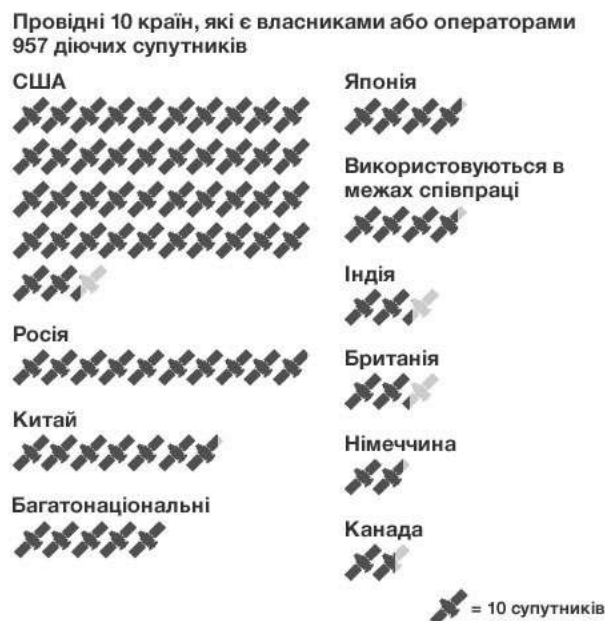 Провідні 10 країн, які є власниками або операторами
957 діючих супутників
США
Росія
Китай
Багатонаціональні
Японія
Використовуються в
межах співпраці
Індія
Британія
Німеччина
Канада
= 10 супутників